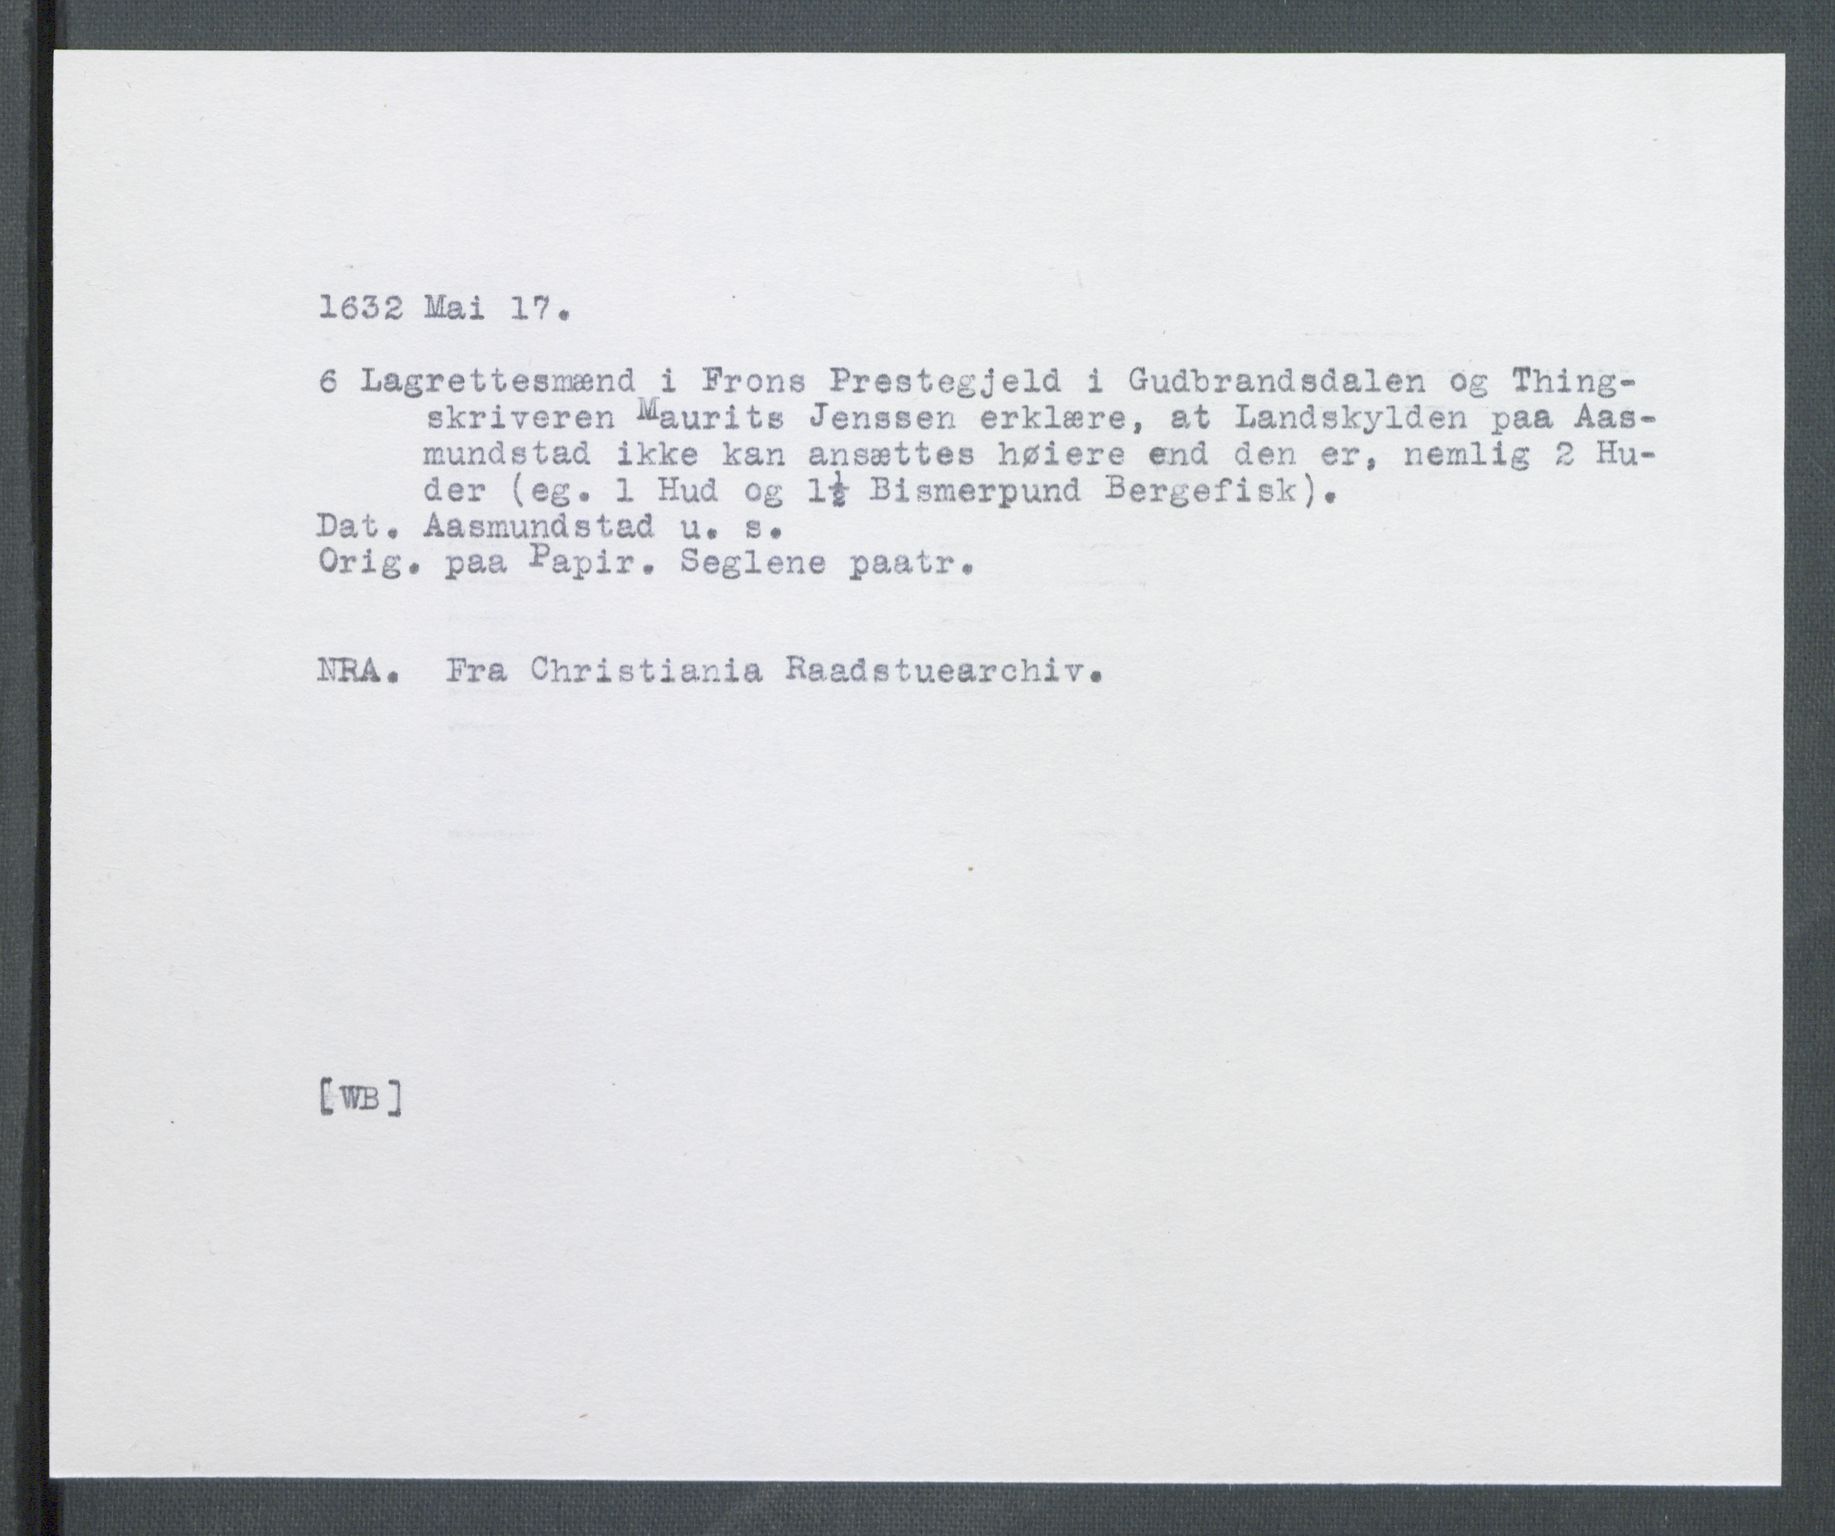 1632 Mai 17.
6 Lagrettesmænd i Frons Prestegjeld i Gudbrandsdalen og Thing-
skriveren Maurits Jenssen erklære, at Landskylden paa Aas-
mundstad ikke kan ansættes høiere end den er, nemlig 2 Hu-
der (eg. 1 Hud og 1½ Bismerpund Bergefisk).
Dat. Aasmundstad u. s.
Orig. paa Papir. Seglene paatr.
NRA. Fra Christiania Raadstuearchiv.
[WB]